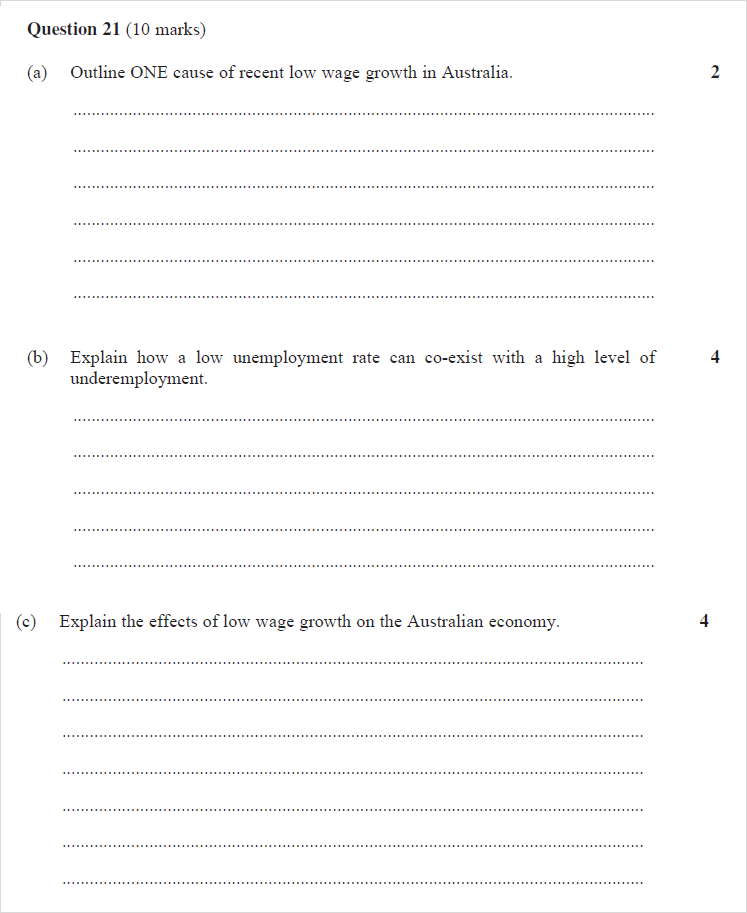 Question 21 (10 marks)
(a) Outline ONE cause of recent low wage growth in Australia. 2
(b) Explain how a low unemployment rate can co-exist with a high level of 4
underemployment.
(c) Explain the effects of low wage growth on the Australian economy. 4